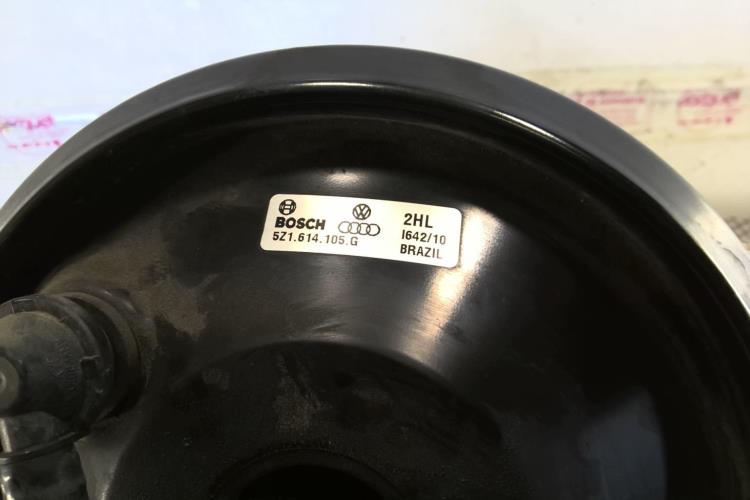 BOSCH
5Z1.614.105.G
2HL
I642/10
BRAZIL